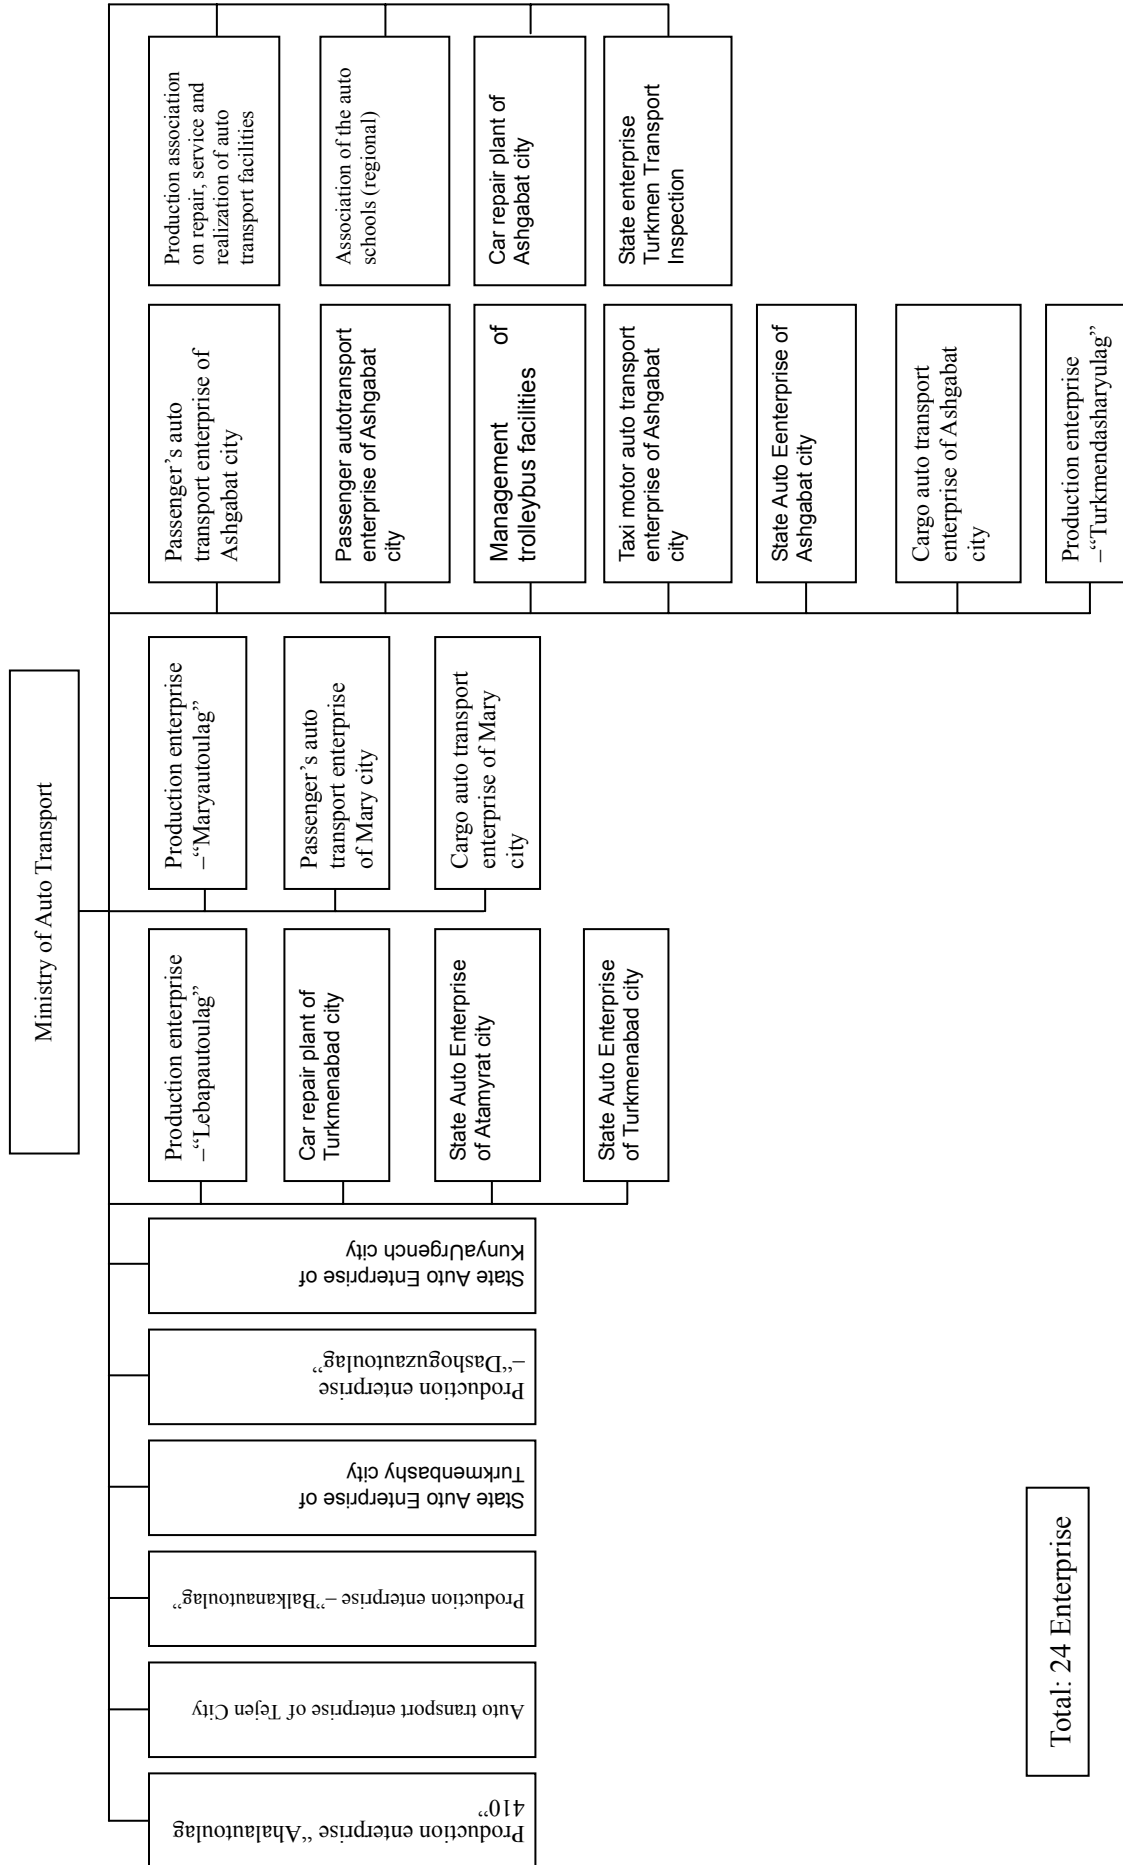 Ministry of Auto Transport
Production enterprise “Ahalautoulag
410”
Auto transport enterprise of Tejen City
Production enterprise –”Balkanautoulag”
State Auto Enterprise of
Turkmenbashy city
Production enterprise
–“Dashoguzautoulag”
State Auto Enterprise of
KunyaUrgench city
Production enterprise
–“Lebapautoulag”
Car repair plant of
Turkmenabad city
State Auto Enterprise
of Atamyrat city
State Auto Enterprise
of Turkmenabad city
Production enterprise
–“Maryautoulag”
Passenger’s auto
transport enterprise
of Mary city
Cargo auto transport
enterprise of Mary
city
Passenger’s auto
transport enterprise of
Ashgabat city
Passenger autotransport
enterprise of Ashgabat
city
Management of
trolleybus facilities
Taxi motor auto transport
enterprise of Ashgabat
city
State Auto Eenterprise of
Ashgabat city
Cargo auto transport
enterprise of Ashgabat
city
Production enterprise
–“Turkmendasharyulag”
Production association
on repair, service and
realization of auto
transport facilities
Association of the auto
schools (regional)
Car repair plant of
Ashgabat city
State enterprise
Turkmen Transport
Inspection
Total: 24 Enterprise